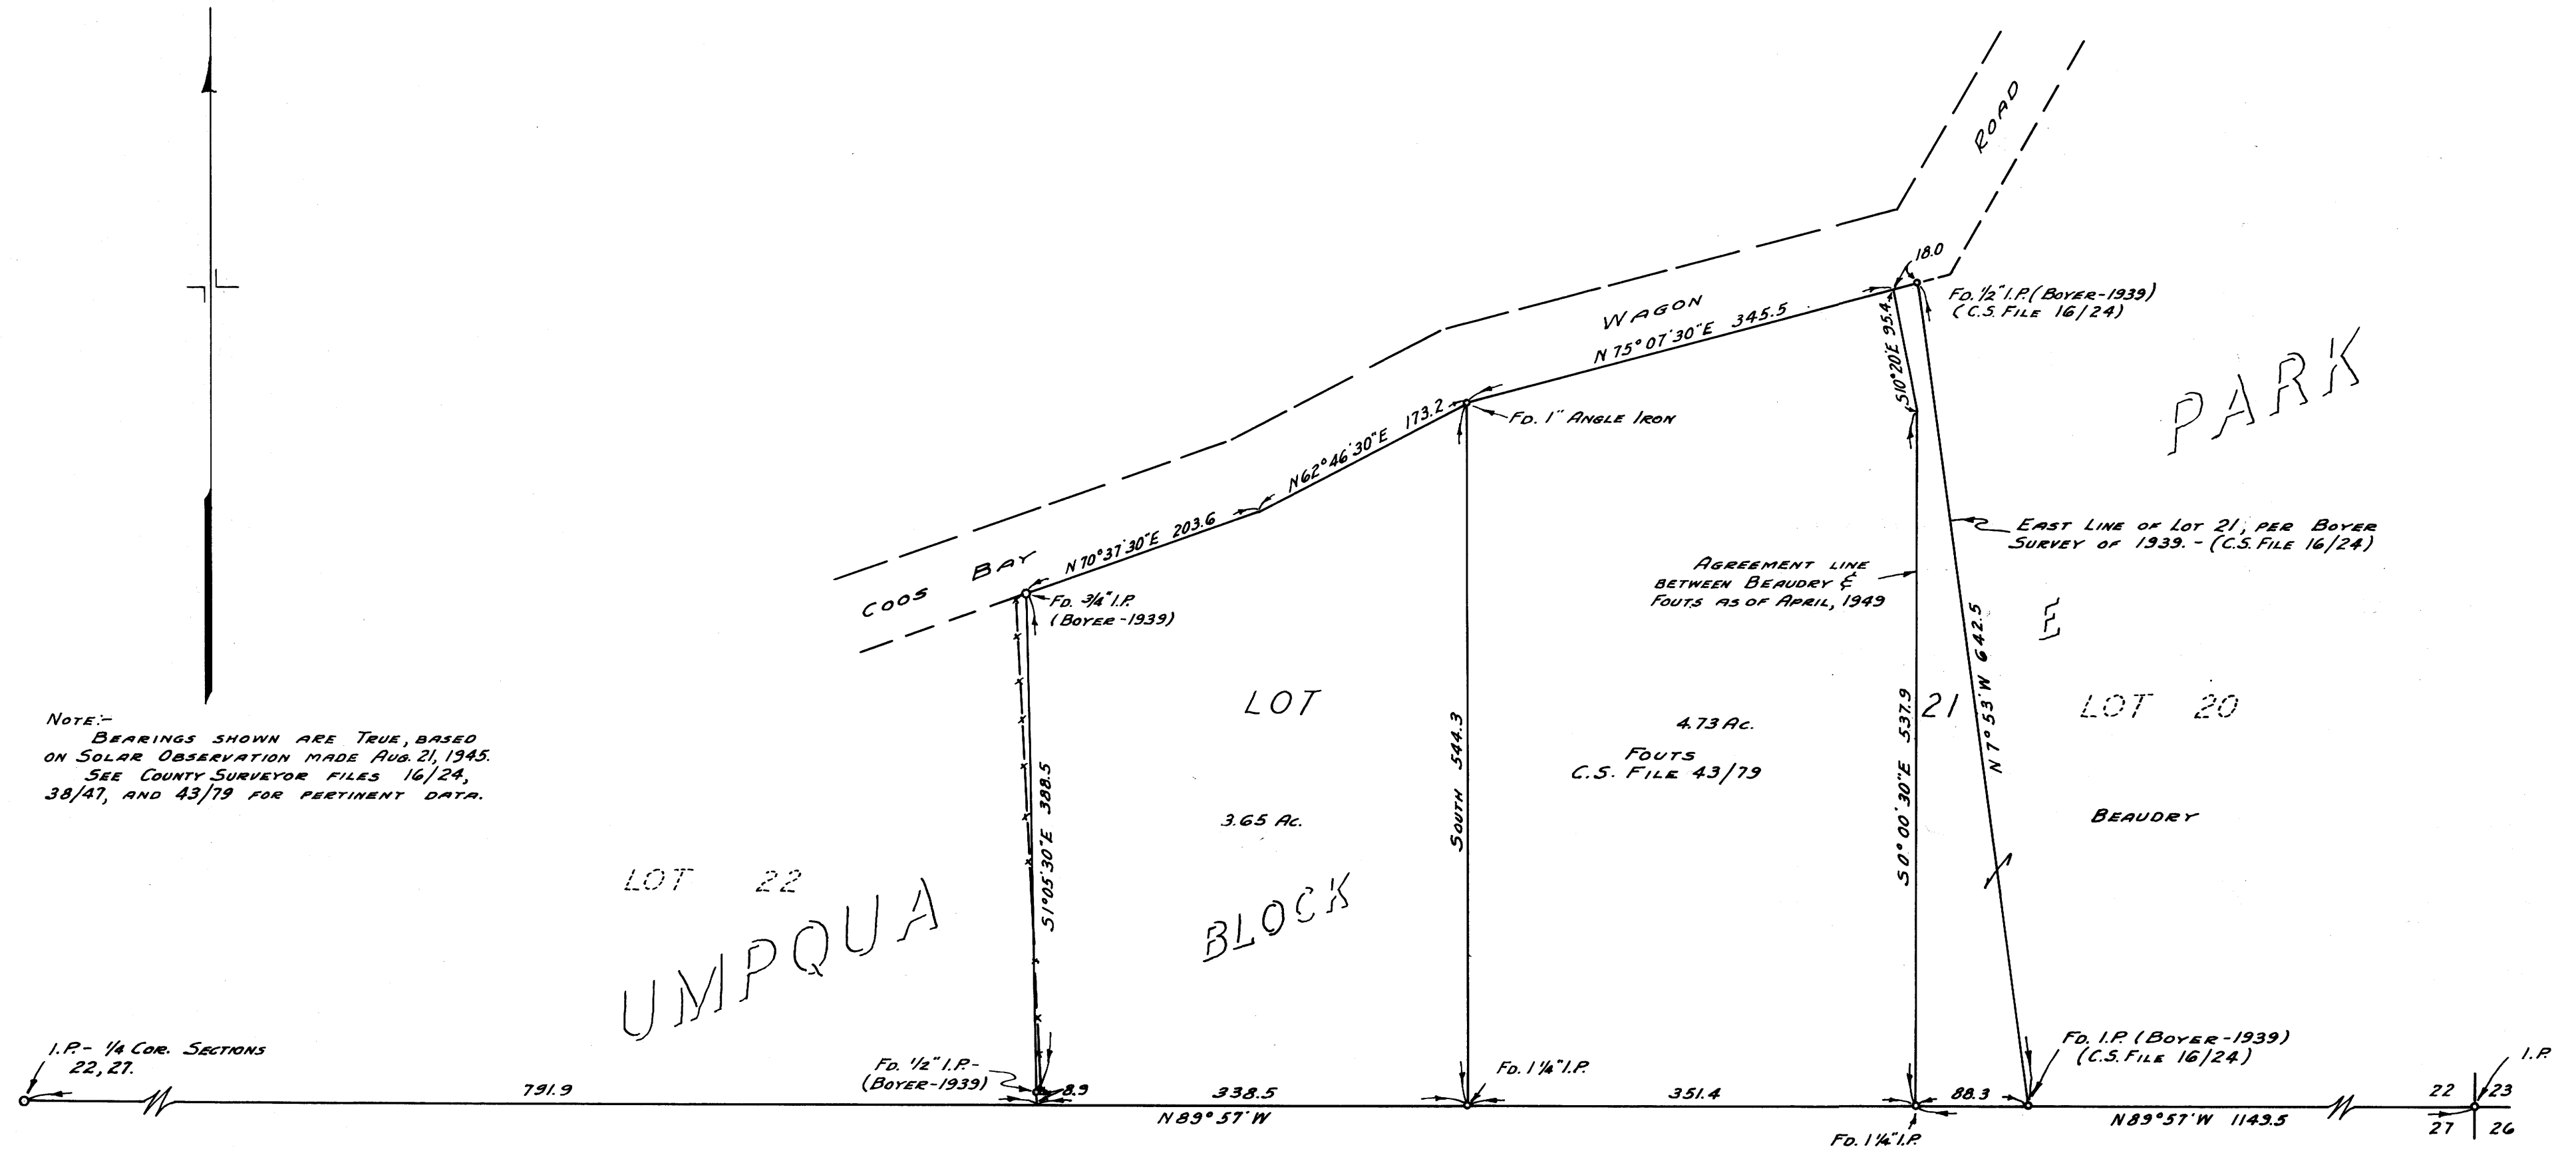 ROAD
18.0
WAGON
N 75° 07' 30" E 345.5
FD. 1/2" I.P. (BOYER-1939)
(C.S. FILE 16/24)
S10°20'E 95.4
PARK
173.2
N62°46'30"E
FD. 1" ANGLE IRON
N70°37'30"E 203.6
COOS BAY
EAST LINE OF LOT 21, PER BOYER
SURVEY OF 1939. - (C.S. FILE 16/24)
AGREEMENT LINE
BETWEEN BEAUDRY &
FOUTS AS OF APRIL, 1949
FD. 3/4" I.P.
(BOYER-1939)
E
N 7° 53' W 642.5
LOT
21
LOT 20
4.73 AC.
FOUTS
C.S. FILE 43/79
S 0° 00' 30" E 537.9
SOUTH 544.3
NOTE:-
BEARINGS SHOWN ARE TRUE, BASED
ON SOLAR OBSERVATION MADE AUG. 21, 1945.
SEE COUNTY SURVEYOR FILES 16/24,
38/47, AND 43/79 FOR PERTINENT DATA.
3.65 AC.
BEAUDRY
S1°05'30"E 388.5
LOT 22
UMPQUA
BLOCK
I.P. - 1/4 COR. SECTIONS
22, 27.
FD. 1/2" I.P. -
(BOYER-1939)
FD. 1 1/4" I.P.
FD. I.P. (BOYER-1939)
(C.S. FILE 16/24)
I.P.
791.9
8.9
338.5
351.4
88.3
22 23
N 89° 57' W
N 89° 57' W 1149.5
27 26
FD. 1 1/4" I.P.